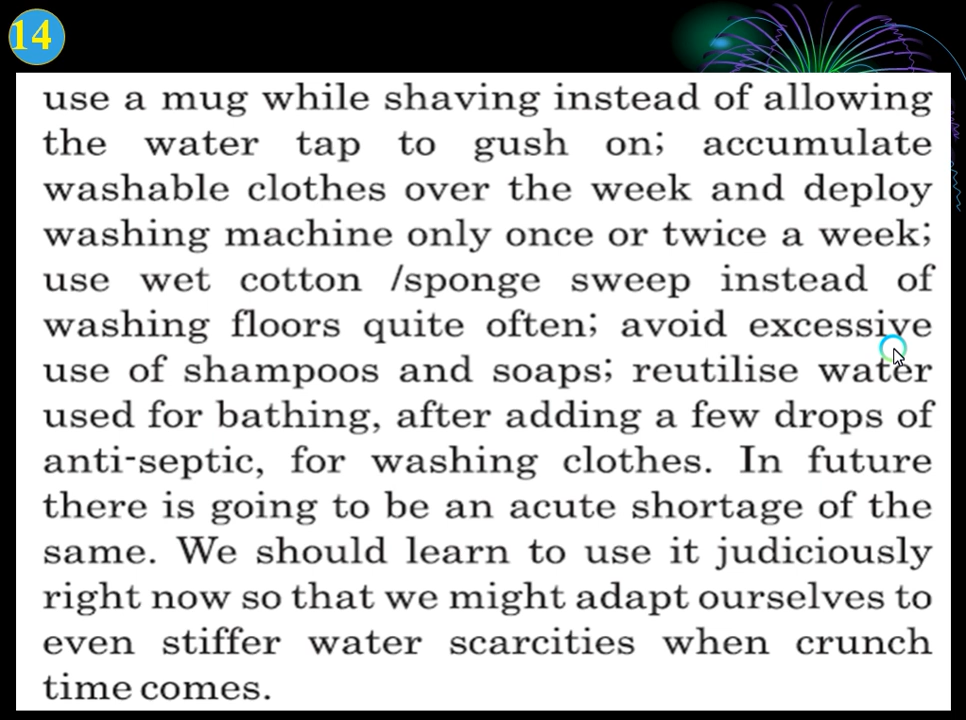 14
use a mug while shaving instead of allowing
the water tap to gush on; accumulate
washable clothes over the week and deploy
washing machine only once or twice a week;
use wet cotton /sponge sweep instead of
washing floors quite often; avoid excessive
use of shampoos and soaps; reutilise water
used for bathing, after adding a few drops of
anti-septic, for washing clothes. In future
there is going to be an acute shortage of the
same. We should learn to use it judiciously
right now so that we might adapt ourselves to
even stiffer water scarcities when crunch
time comes.